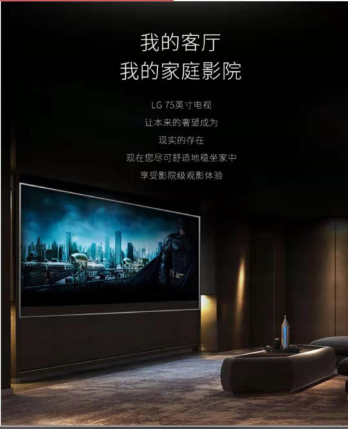 我的客厅
我的家庭影院
LG 75英寸电视
让本来的奢望成为
现实的存在
现在您尽可舒适地稳坐家中
享受影院级观影体验